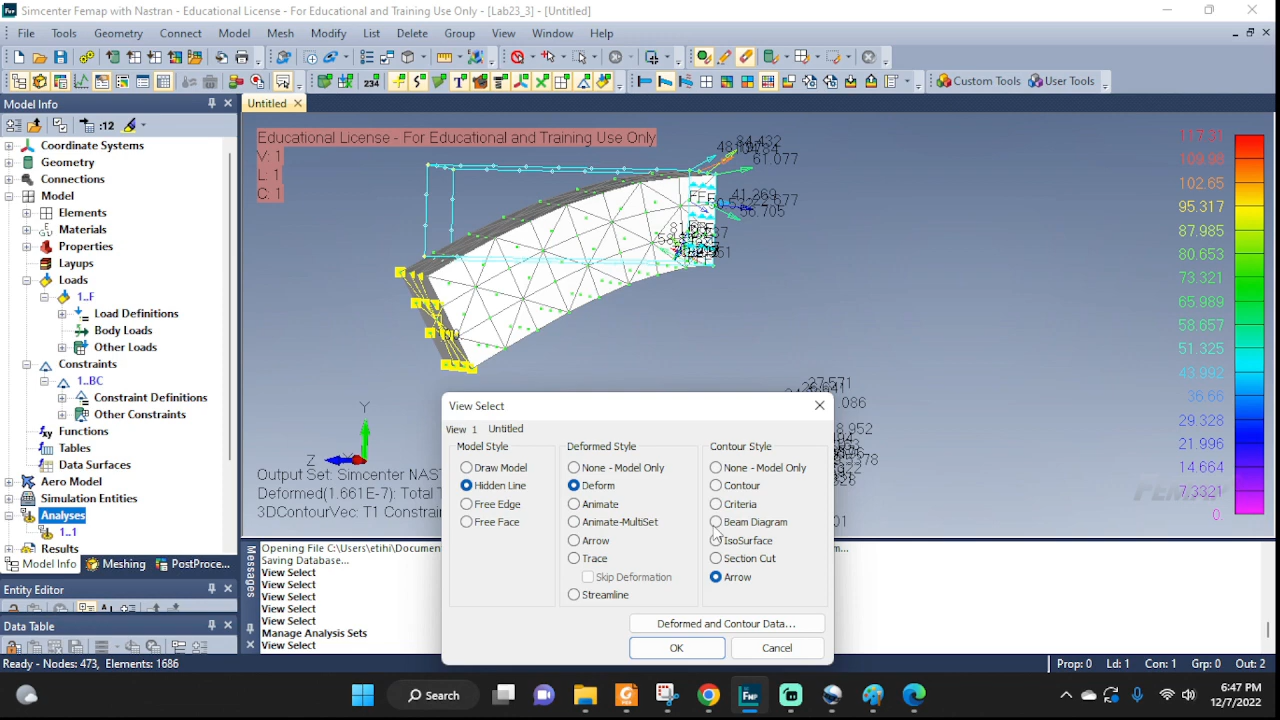 Simcenter Femap with Nastran - Educational License - For Educational and Training Use Only - [Lab23_3] - [Untitled]
File Tools Geometry Connect Model Mesh Modify List Delete Group View Window Help
234
Custom Tools User Tools
Model Info
Untitled
:12
Coordinate Systems
Geometry
Connections
Model
Elements
Materials
Properties
Layups
Loads
1..F
Load Definitions
Body Loads
Other Loads
Constraints
1..BC
Constraint Definitions
Other Constraints
Functions
Tables
Data Surfaces
Aero Model
Simulation Entities
Analyses
1..1
Results
Model Info Meshing PostProce...
Entity Editor
Data Table
Educational License - For Educational and Training Use Only
V: 1
L: 1
C: 1
61.077
Y
Z
Output Set: Simcenter NAS
Deformed(1.661E-7): Total T
3DContourVec: T1 Constrain
117.31
109.98
102.65
95.317
87.985
80.653
73.321
65.989
58.657
51.325
43.992
36.66
29.328
21.996
14.664
7.3321
0.
View Select
View 1 Untitled
Model Style
Draw Model
Hidden Line
Free Edge
Free Face
Deformed Style
None - Model Only
Deform
Animate
Animate-MultiSet
Arrow
Trace
Skip Deformation
Streamline
Contour Style
None - Model Only
Contour
Criteria
Beam Diagram
IsoSurface
Section Cut
Arrow
Deformed and Contour Data...
OK Cancel
Messages
Opening File C:\Users\etihi\Documen
Saving Database...
View Select
View Select
View Select
View Select
View Select
Manage Analysis Sets
View Select
Ready - Nodes: 473, Elements: 1686
Prop: 0 Ld: 1 Con: 1 Grp: 0 Out: 2
Search
6:47 PM
12/7/2022